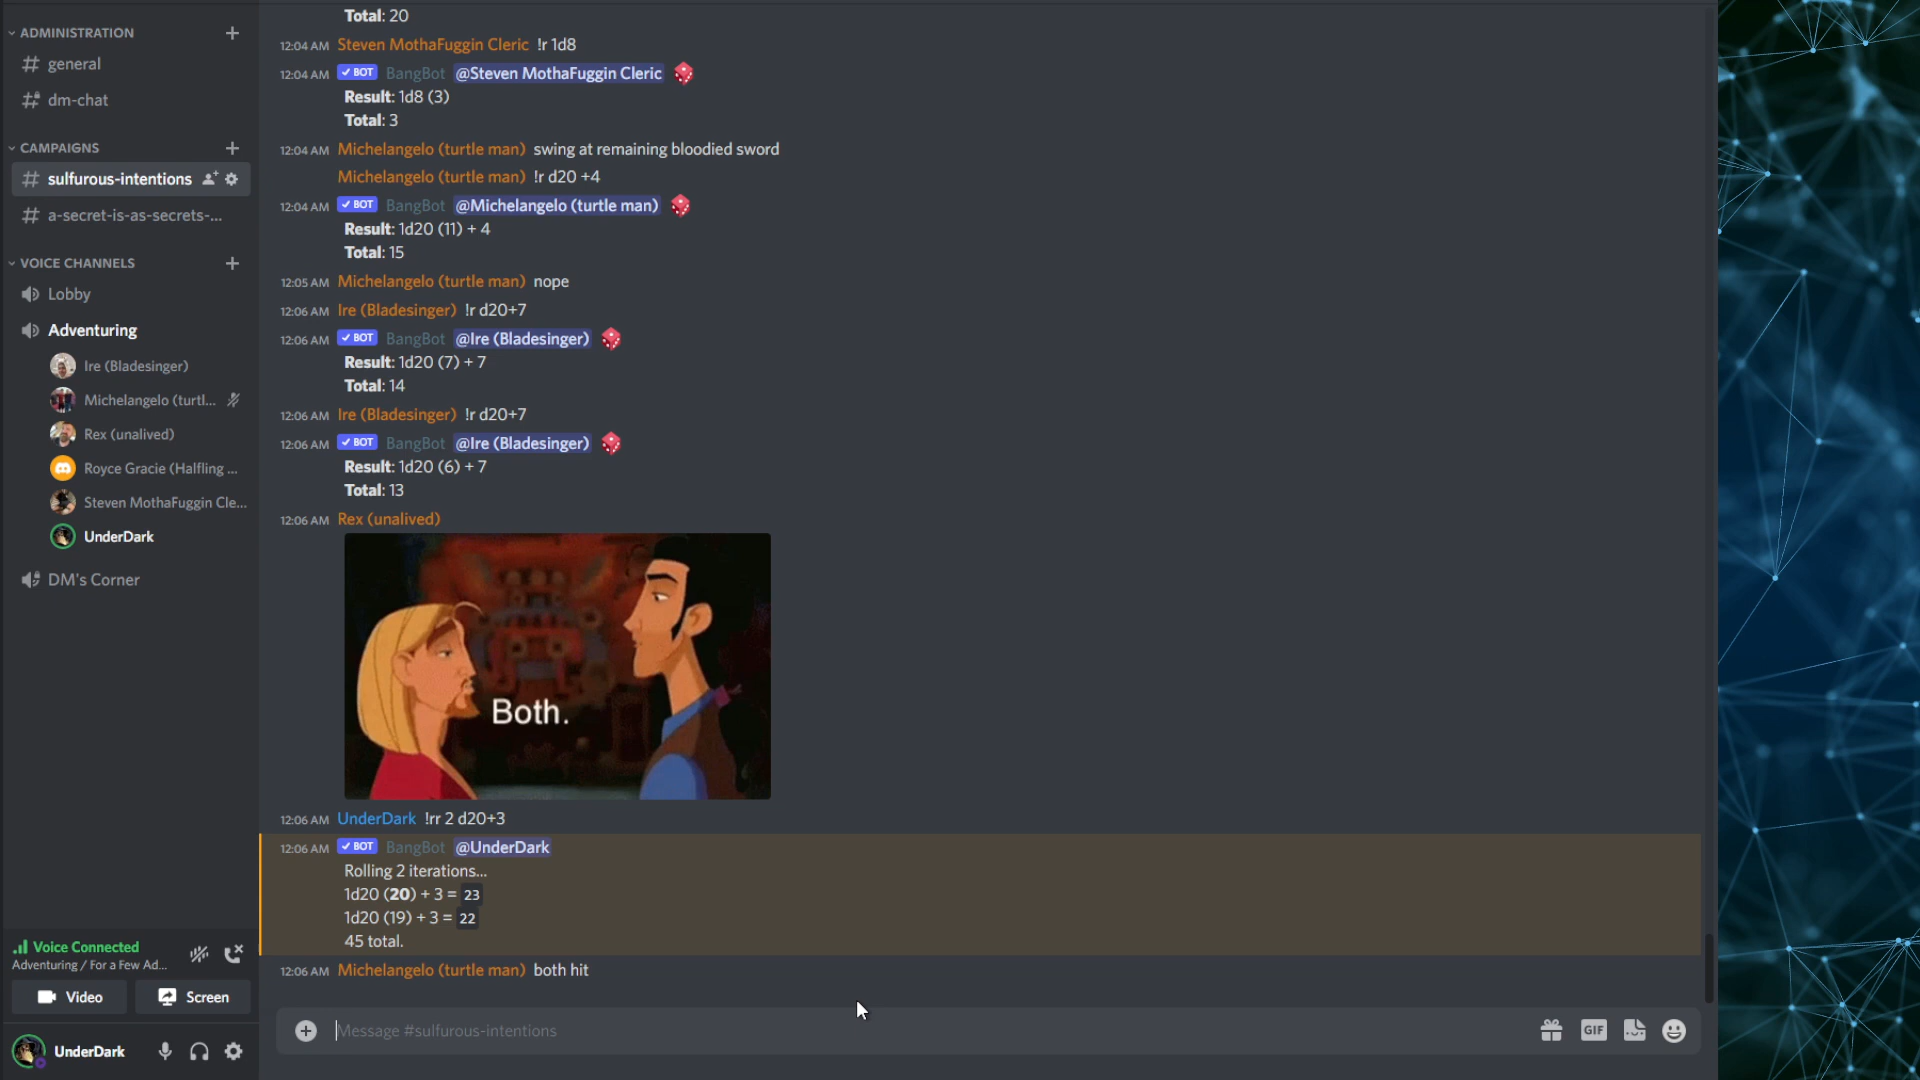 ADMINISTRATION
general
dm-chat
CAMPAIGNS
sulfurous-intentions
a-secret-is-as-secrets-...
VOICE CHANNELS
Lobby
Adventuring
Ire (Bladesinger)
Michelangelo (turtl...
Rex (unalived)
Royce Gracie (Halfling ...
Steven MothaFuggin Cle...
UnderDark
DM's Corner
Voice Connected
Adventuring / For a Few Ad...
Video Screen
UnderDark
Total: 20
12:04 AM Steven MothaFuggin Cleric !r 1d8
12:04 AM BOT BangBot @Steven MothaFuggin Cleric
Result: 1d8 (3)
Total: 3
12:04 AM Michelangelo (turtle man) swing at remaining bloodied sword
Michelangelo (turtle man) !r d20 +4
12:04 AM BOT BangBot @Michelangelo (turtle man)
Result: 1d20 (11) + 4
Total: 15
12:05 AM Michelangelo (turtle man) nope
12:06 AM Ire (Bladesinger) !r d20+7
12:06 AM BOT BangBot @Ire (Bladesinger)
Result: 1d20 (7) + 7
Total: 14
12:06 AM Ire (Bladesinger) !r d20+7
12:06 AM BOT BangBot @Ire (Bladesinger)
Result: 1d20 (6) + 7
Total: 13
12:06 AM Rex (unalived)
Both.
12:06 AM UnderDark !rr 2 d20+3
12:06 AM BOT BangBot @UnderDark
Rolling 2 iterations...
1d20 (20) + 3 = 23
1d20 (19) + 3 = 22
45 total.
12:06 AM Michelangelo (turtle man) both hit
Message #sulfurous-intentions
GIF